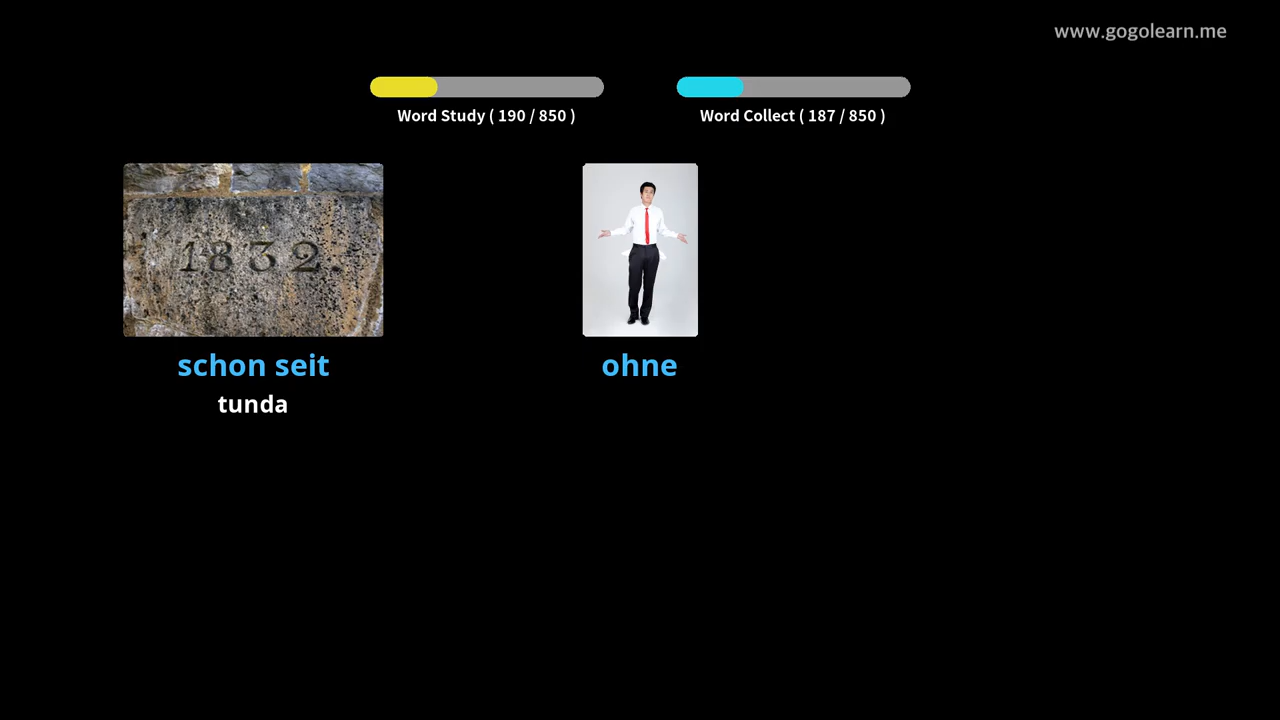 www.gogolearn.me
Word Study ( 190 / 850 )
Word Collect ( 187 / 850 )
1832.
schon seit
ohne
tunda